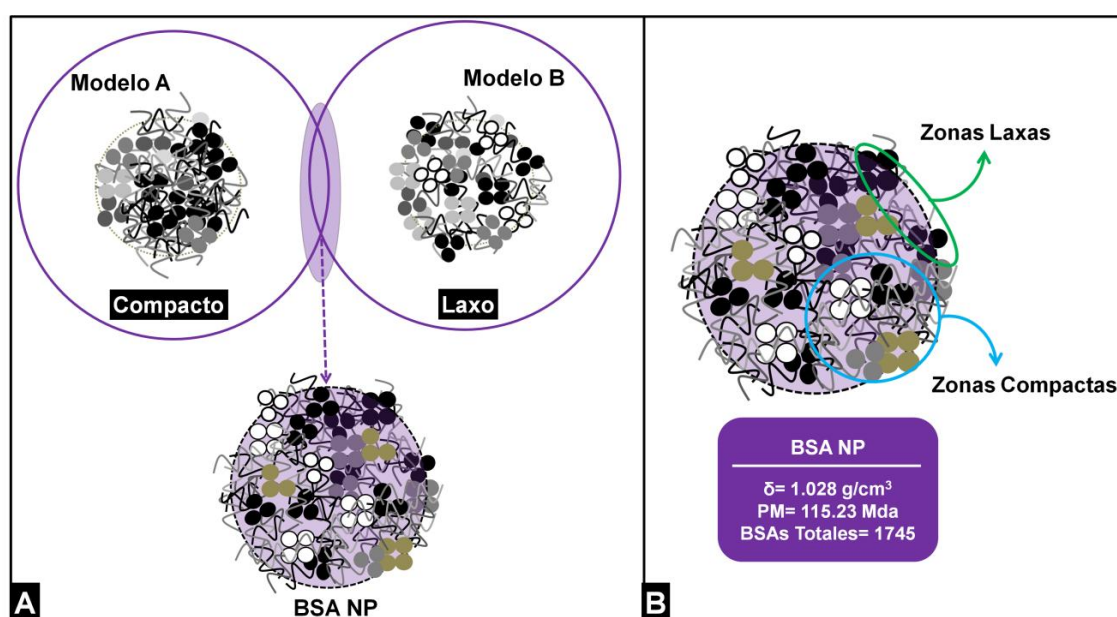 Modelo A
Modelo B
Compacto
Laxo
BSA NP
A
Zonas Laxas
Zonas Compactas
BSA NP
δ= 1.028 g/cm³
PM= 115.23 Mda
BSAs Totales= 1745
B